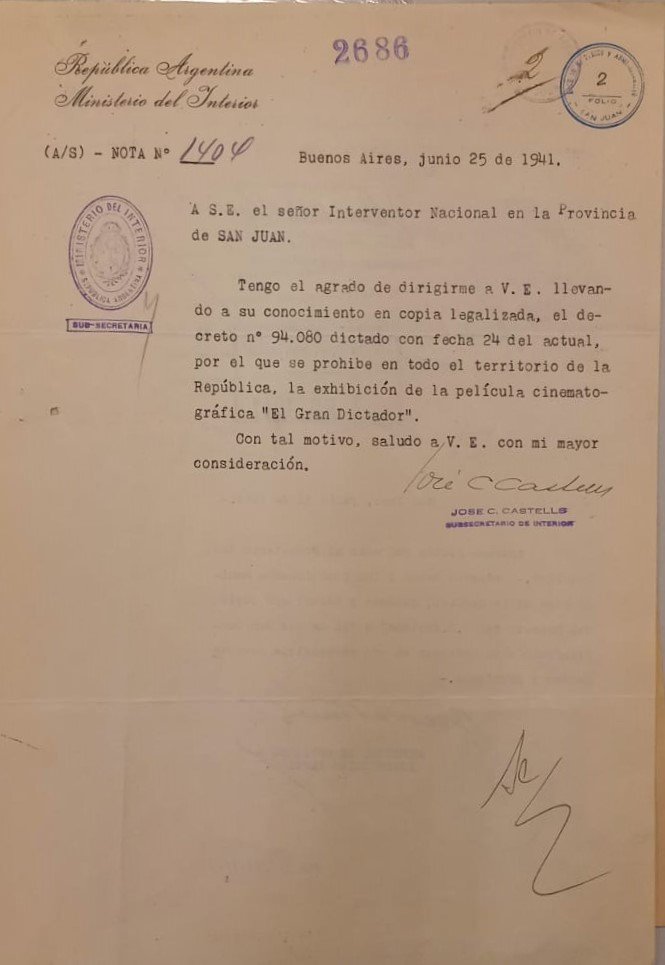 2686
República Argentina
Ministerio del Interior
2
2
FOLIO
SAN JUAN
(A/S) - NOTA Nº 1404
Buenos Aires, junio 25 de 1941.
MINISTERIO DEL INTERIOR
REPUBLICA ARGENTINA
SUB-SECRETARIA
A S.E. el señor Interventor Nacional en la Provincia
de SAN JUAN.
Tengo el agrado de dirigirme a V. E. llevan-
do a su conocimiento en copia legalizada, el de-
creto nº 94.080 dictado con fecha 24 del actual,
por el que se prohibe en todo el territorio de la
República, la exhibición de la película cinemato-
gráfica "El Gran Dictador".
Con tal motivo, saludo a V. E. con mi mayor
consideración.
José C Castells
JOSE C. CASTELLS
SUBSECRETARIO DE INTERIOR